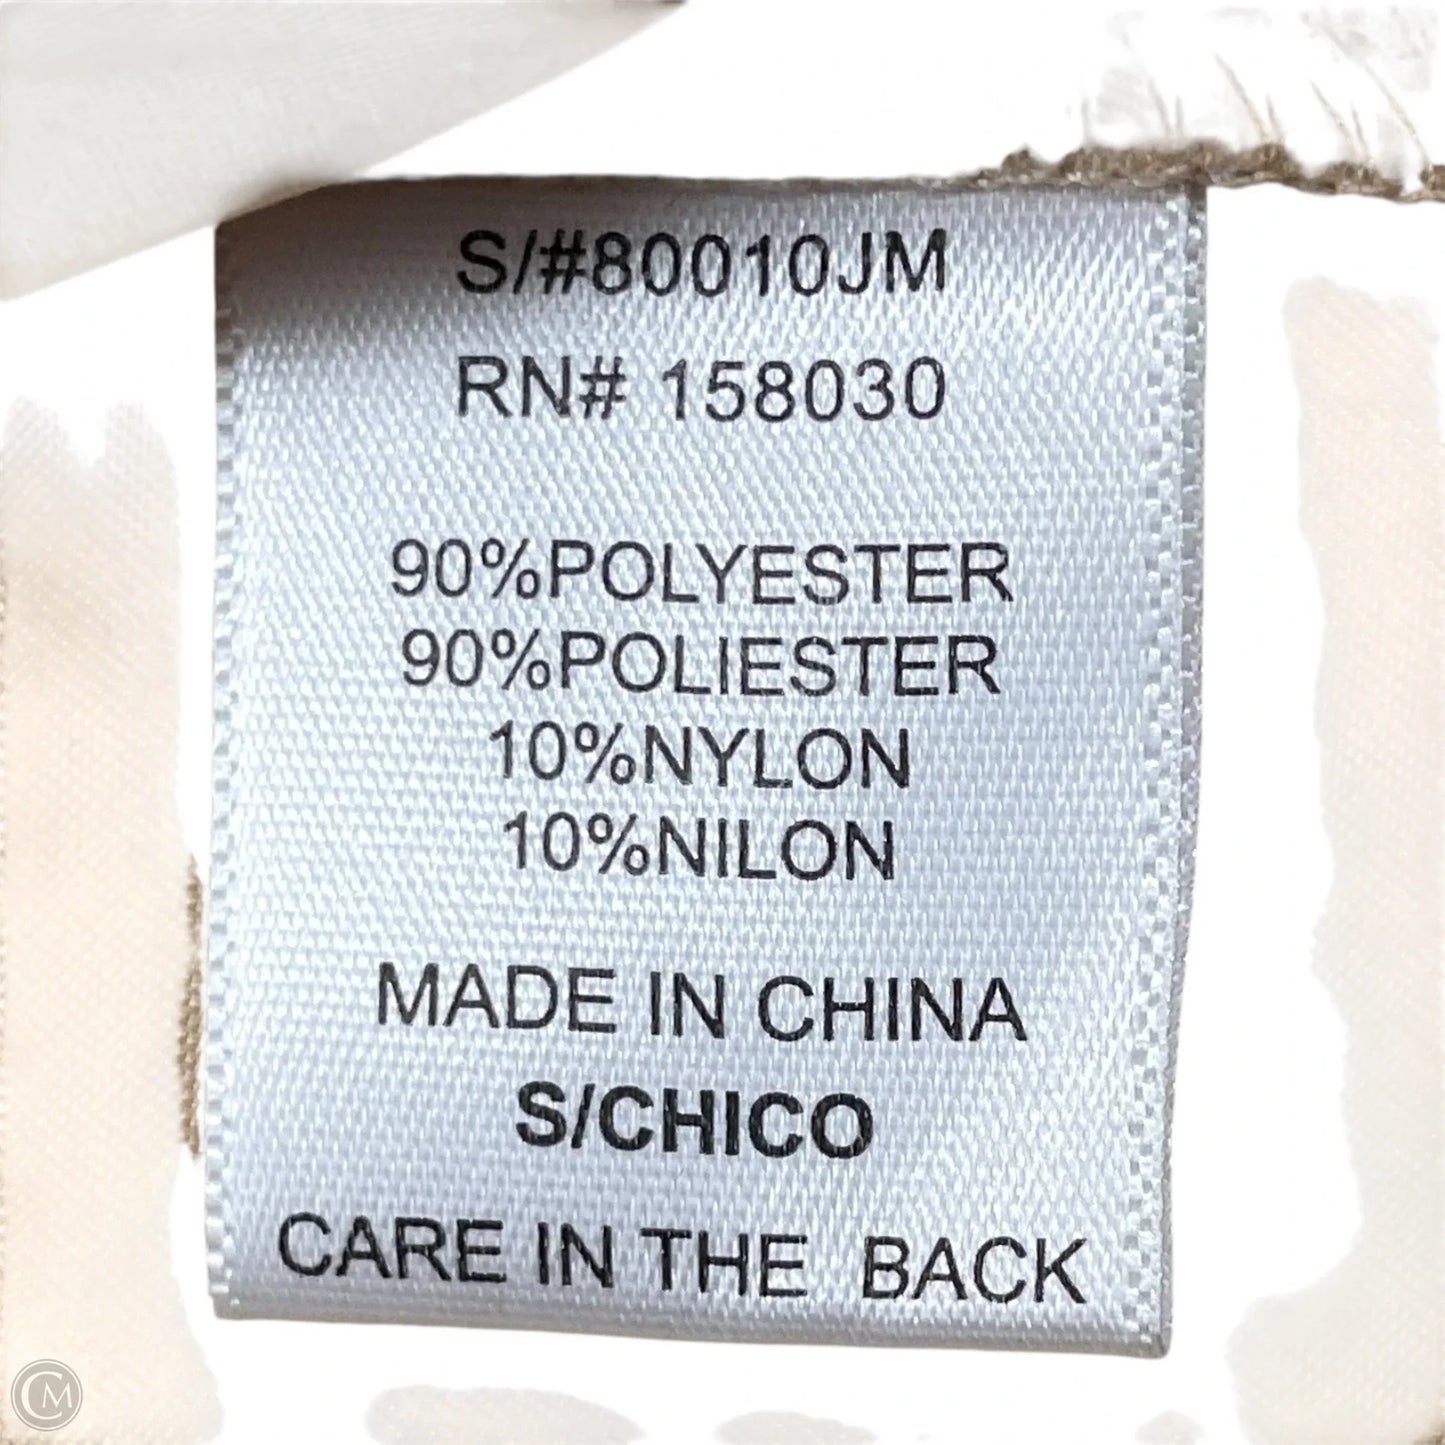 S/#80010JM
RN# 158030
90%POLYESTER
90%POLIESTER
10%NYLON
10%NILON
MADE IN CHINA
S/CHICO
CARE IN THE BACK
CM